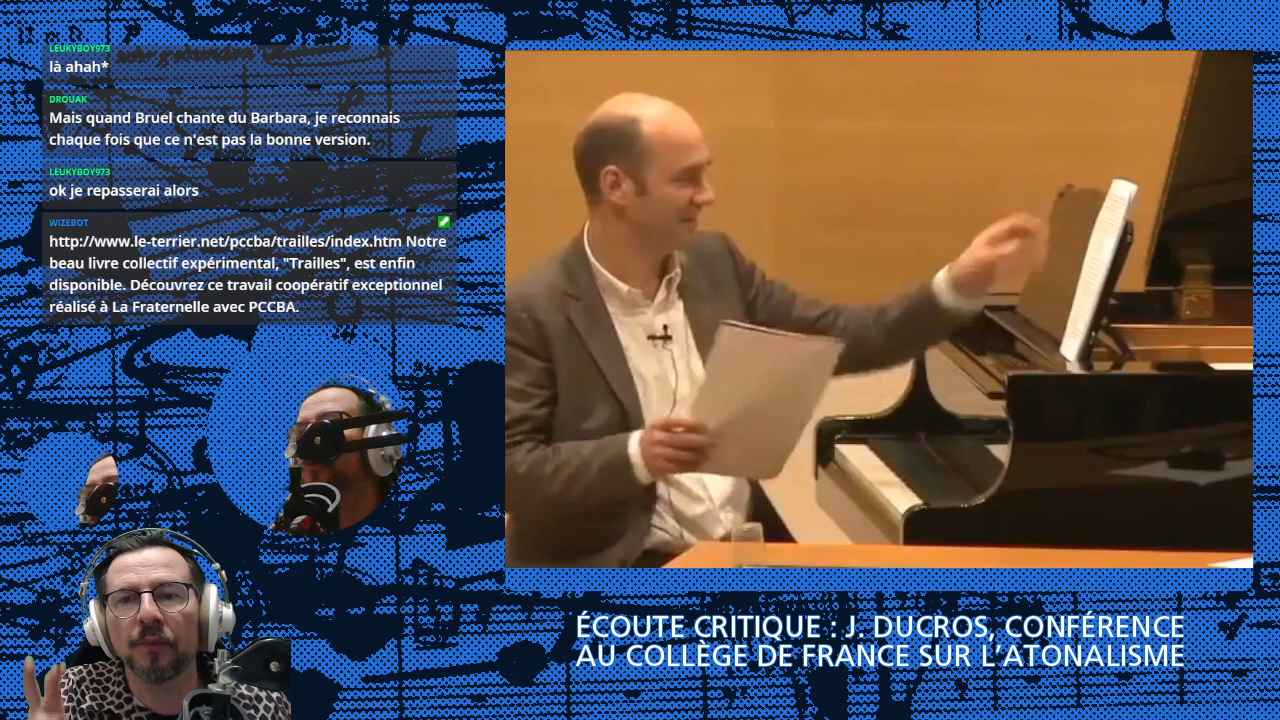 LEUKYBOY973
là ahah*
DROUAK
Mais quand Bruel chante du Barbara, je reconnais
chaque fois que ce n'est pas la bonne version.
LEUKYBOY973
ok je repasserai alors
WIZEBOT
http://www.le-terrier.net/pccba/trailles/index.htm Notre
beau livre collectif expérimental, "Trailles", est enfin
disponible. Découvrez ce travail coopératif exceptionnel
réalisé à La Fraternelle avec PCCBA.
ÉCOUTE CRITIQUE : J. DUCROS, CONFÉRENCE
AU COLLÈGE DE FRANCE SUR L'ATONALISME